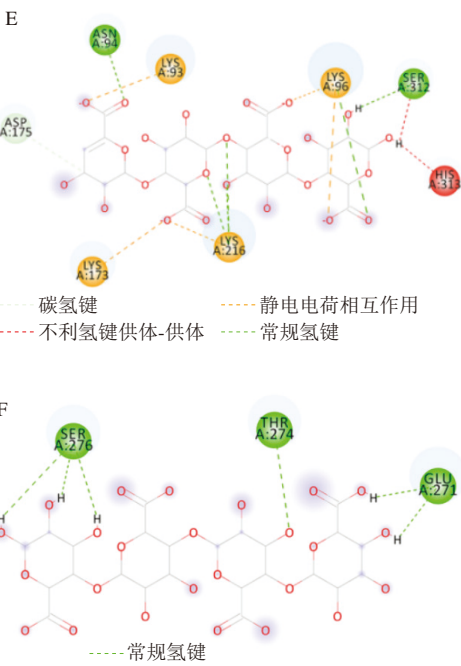 E
ASN
A:94
LYS
A:93
LYS
A:96
SER
A:312
ASP
A:175
HIS
A:313
LYS
A:216
LYS
A:173
碳氢键
静电电荷相互作用
不利氢键供体-供体
常规氢键
F
SER
A:276
THR
A:274
GLU
A:271
常规氢键